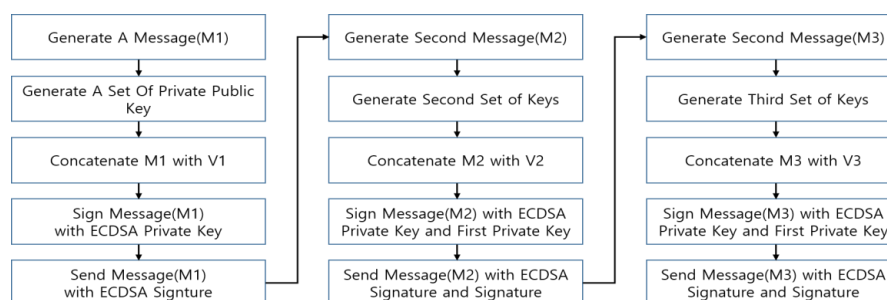 Generate A Message(M1)
Generate A Set Of Private Public
Key
Concatenate M1 with V1
Sign Message(M1)
with ECDSA Private Key
Send Message(M1)
with ECDSA Signture
Generate Second Message(M2)
Generate Second Set of Keys
Concatenate M2 with V2
Sign Message(M2) with ECDSA
Private Key and First Private Key
Send Message(M2) with ECDSA
Signature and Signature
Generate Second Message(M3)
Generate Third Set of Keys
Concatenate M3 with V3
Sign Message(M3) with ECDSA
Private Key and First Private Key
Send Message(M3) with ECDSA
Signature and Signature